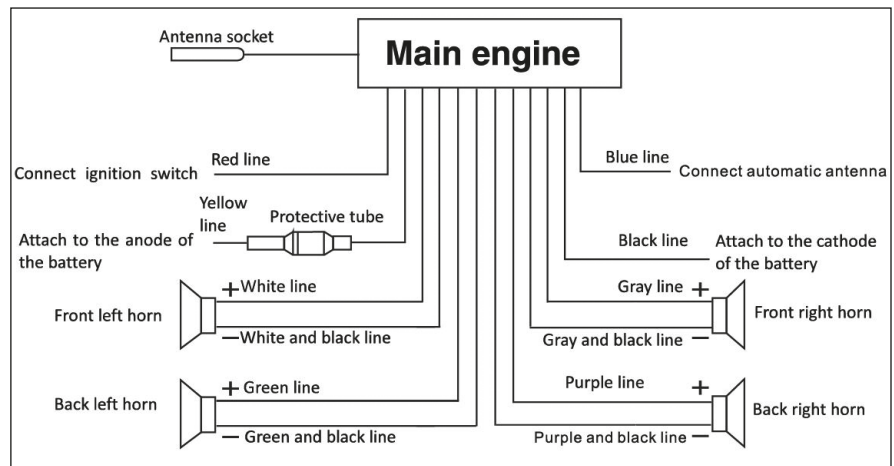 Antenna socket
Main engine
Red line
Connect ignition switch
Blue line
Connect automatic antenna
Yellow
line
Protective tube
Attach to the anode of
the battery
Black line
Attach to the cathode
of the battery
+ White line
Front left horn
− White and black line
Gray line +
Front right horn
Gray and black line −
+ Green line
Back left horn
− Green and black line
Purple line +
Back right horn
Purple and black line −